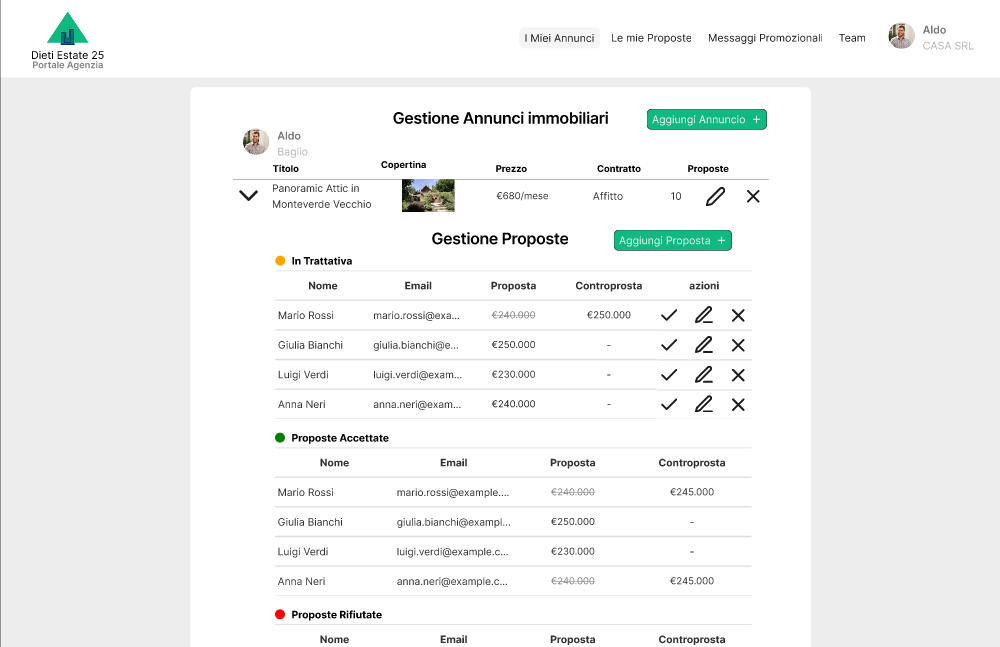 Dieti Estate 25
Portale Agenzia
I Miei Annunci
Le mie Proposte
Messaggi Promozionali
Team
Aldo
CASA SRL
Gestione Annunci immobiliari
Aggiungi Annuncio +
Aldo
Baglio
Titolo Copertina Prezzo Contratto Proposte
Panoramic Attic in
Monteverde Vecchio
€680/mese Affitto 10
Gestione Proposte
Aggiungi Proposta +
In Trattativa
Nome Email Proposta Controprosta azioni
Mario Rossi mario.rossi@exa... €240.000 €250.000
Giulia Bianchi giulia.bianchi@e... €250.000 -
Luigi Verdi luigi.verdi@exam... €230.000 -
Anna Neri anna.neri@exam... €240.000 -
Proposte Accettate
Nome Email Proposta Controprosta
Mario Rossi mario.rossi@example.... €240.000 €245.000
Giulia Bianchi giulia.bianchi@exampl... €250.000 -
Luigi Verdi luigi.verdi@example.c... €230.000 -
Anna Neri anna.neri@example.c... €240.000 €245.000
Proposte Rifiutate
Nome Email Proposta Controprosta